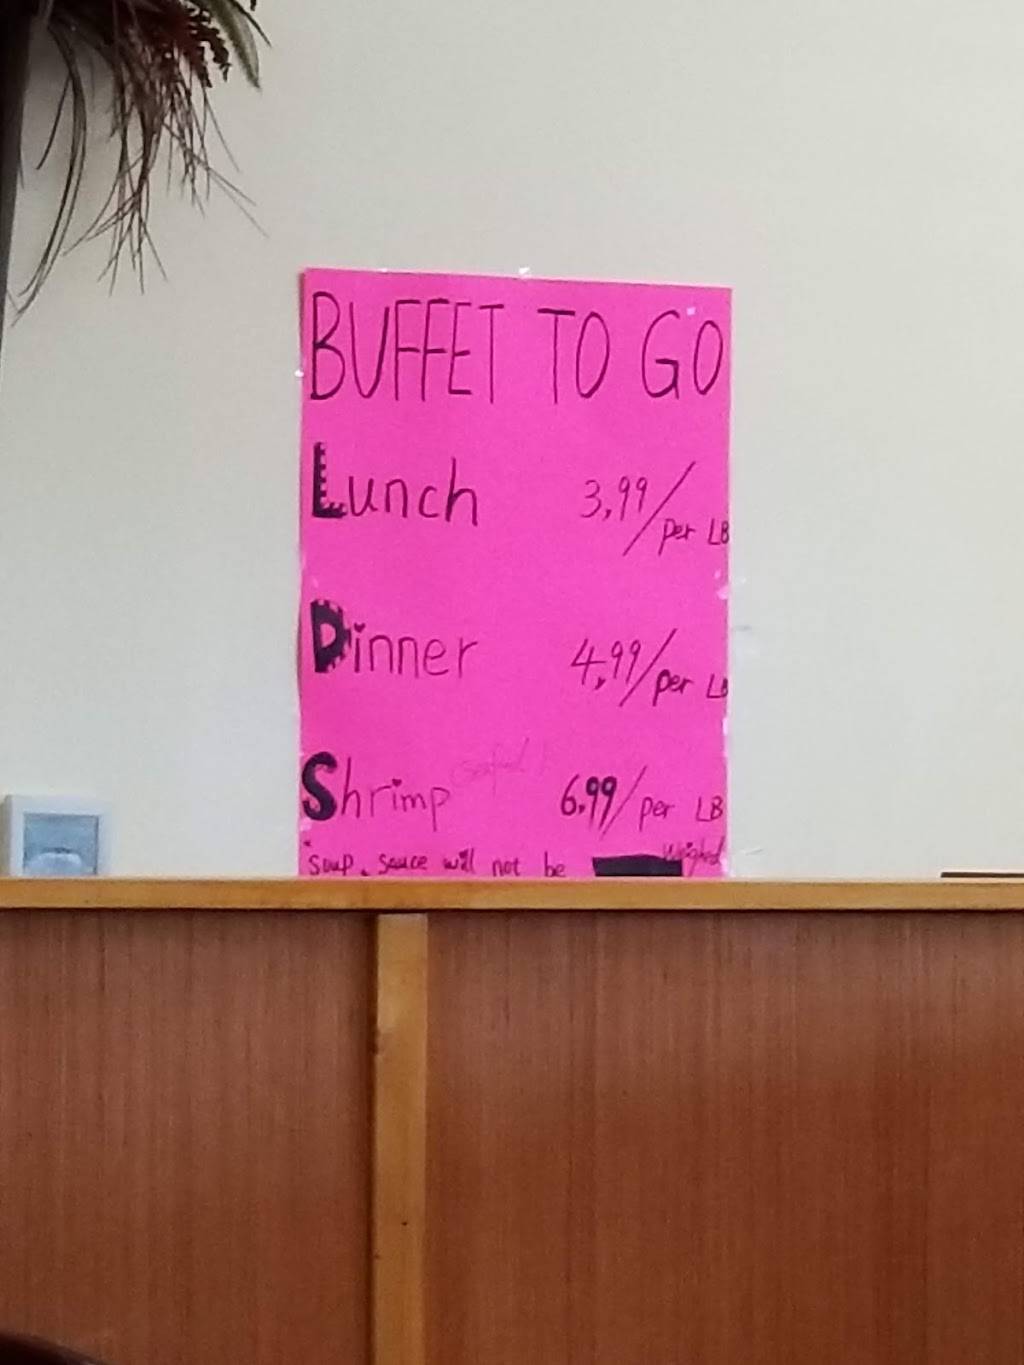 BUFFET TO GO
Lunch 3.99/per LB
Dinner 4.99/per LB
Shrimp 6.99/per LB
*soup. sauce will not be Weighed